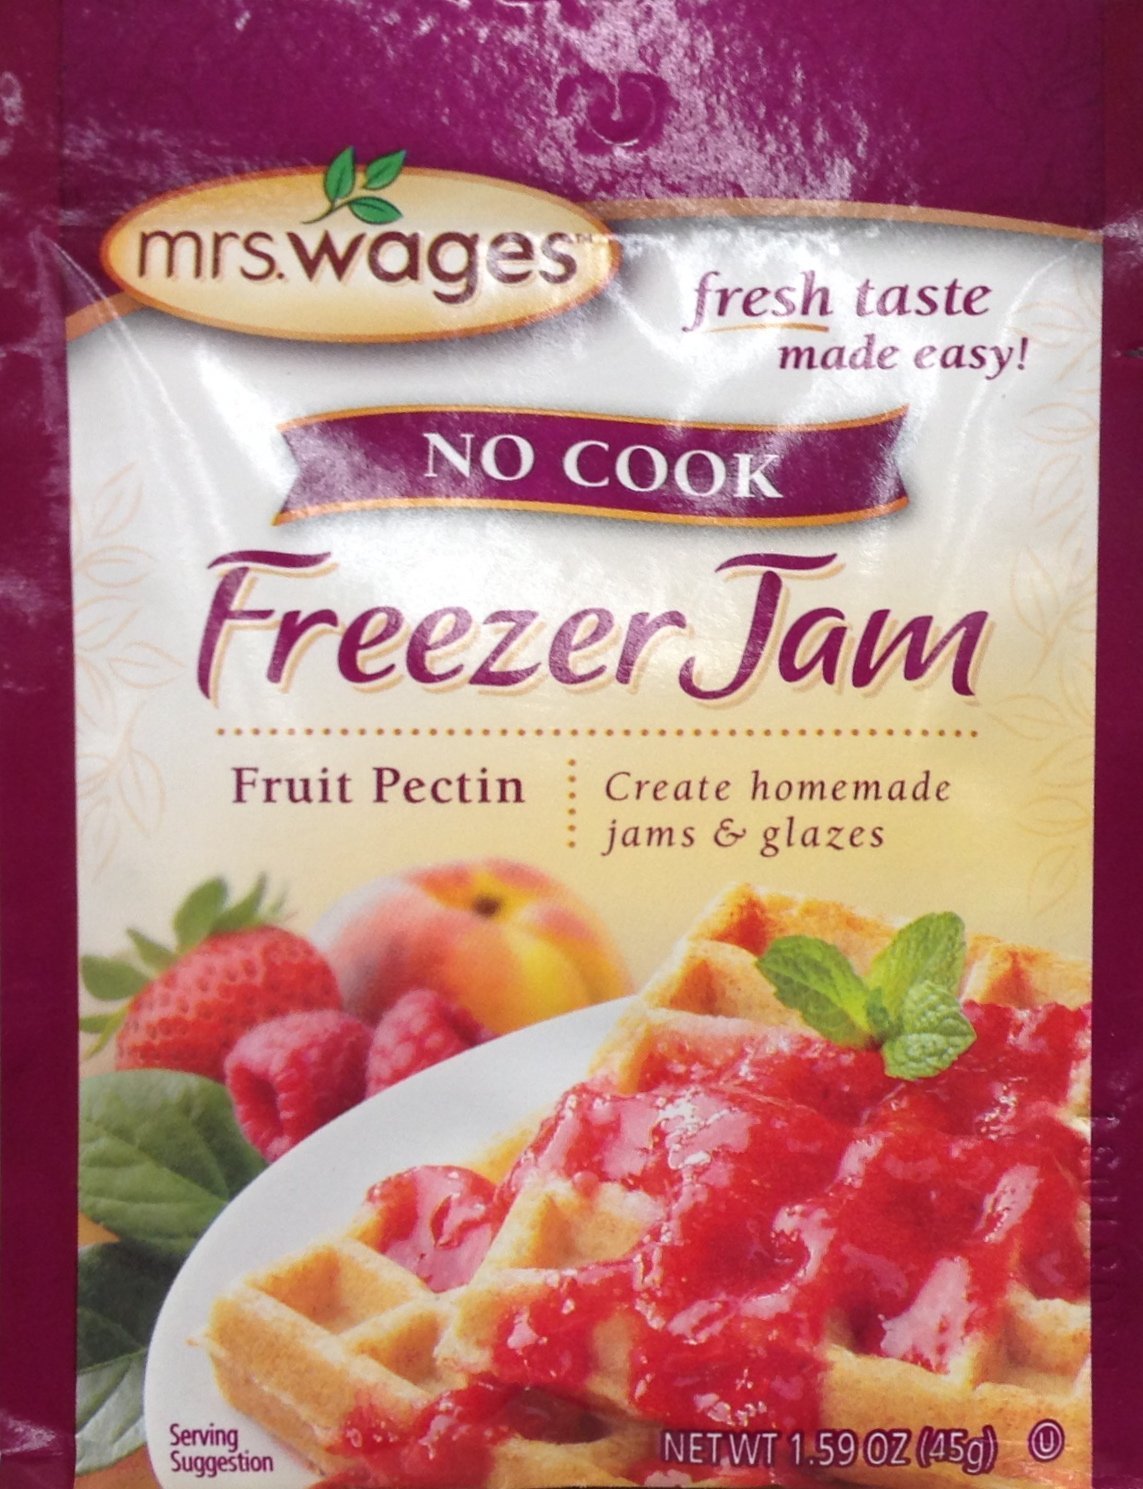 mrs.wages™
fresh taste
made easy!
NO COOK
Freezer Jam
Fruit Pectin
Create homemade
jams & glazes
Serving
Suggestion
NET WT 1.59 OZ (45g)
U